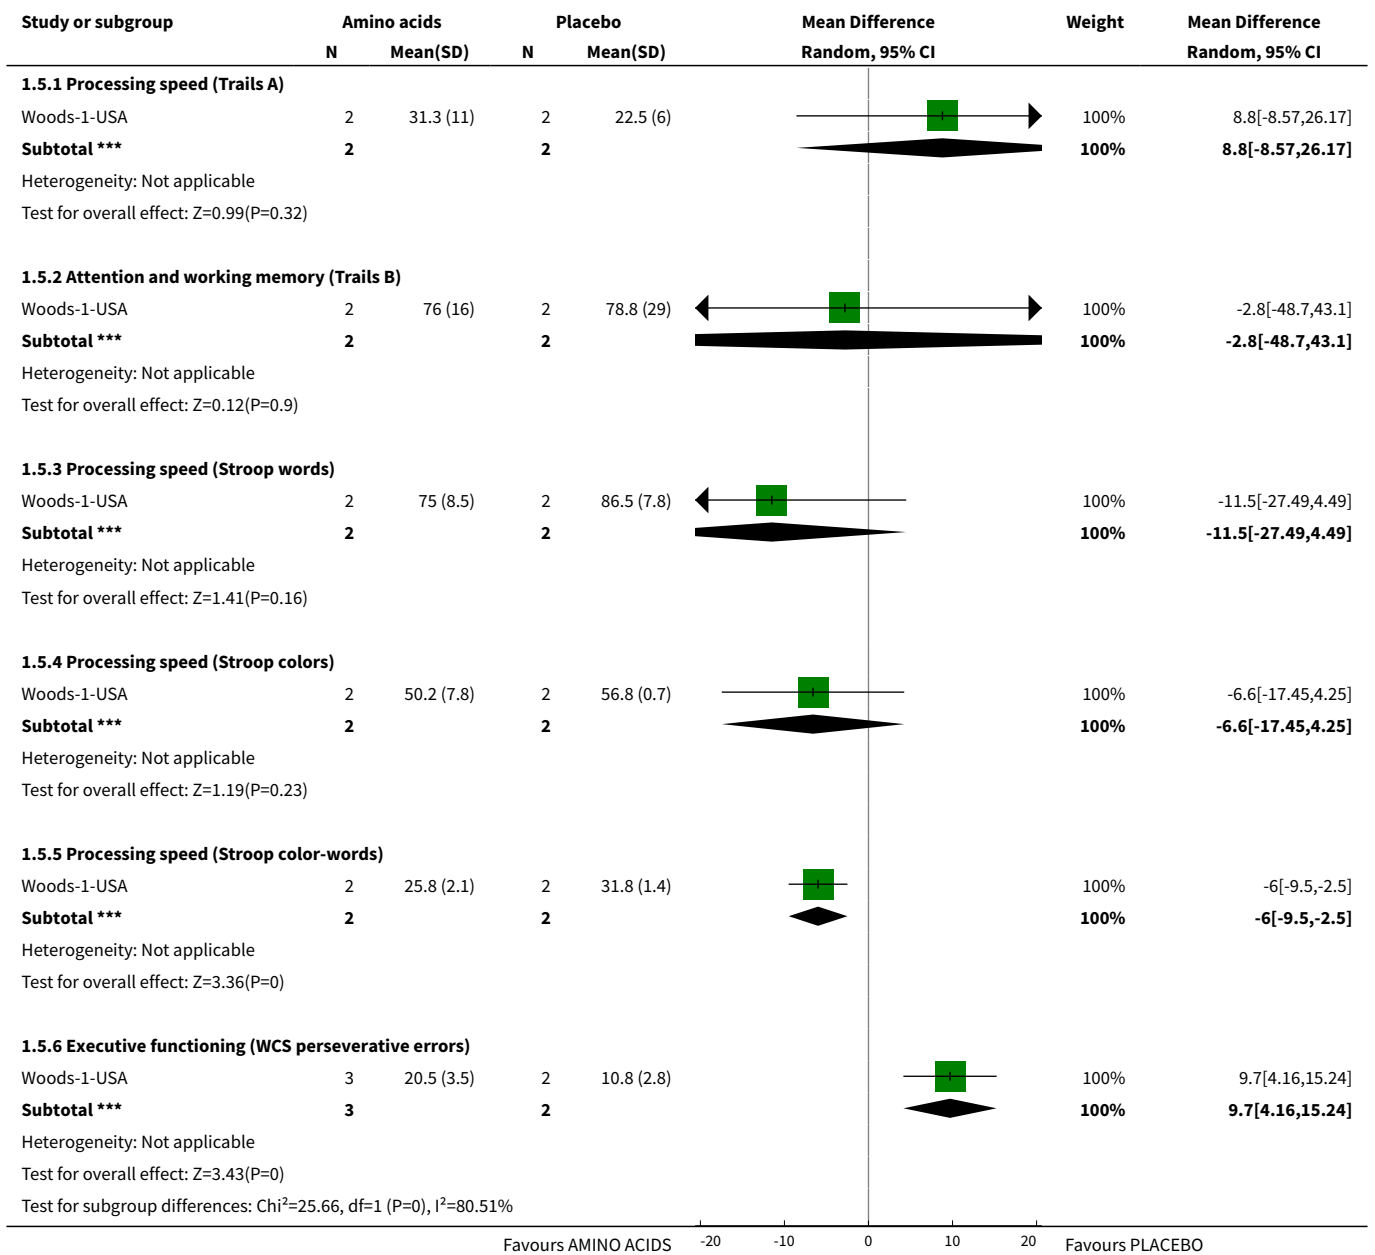 Study or subgroup Amino acids Placebo Mean Difference Weight Mean Difference
N Mean(SD) N Mean(SD) Random, 95% CI Random, 95% CI
1.5.1 Processing speed (Trails A)
Woods-1-USA 2 31.3 (11) 2 22.5 (6) 100% 8.8[-8.57,26.17]
Subtotal *** 2 2 100% 8.8[-8.57,26.17]
Heterogeneity: Not applicable
Test for overall effect: Z=0.99(P=0.32)
1.5.2 Attention and working memory (Trails B)
Woods-1-USA 2 76 (16) 2 78.8 (29) 100% -2.8[-48.7,43.1]
Subtotal *** 2 2 100% -2.8[-48.7,43.1]
Heterogeneity: Not applicable
Test for overall effect: Z=0.12(P=0.9)
1.5.3 Processing speed (Stroop words)
Woods-1-USA 2 75 (8.5) 2 86.5 (7.8) 100% -11.5[-27.49,4.49]
Subtotal *** 2 2 100% -11.5[-27.49,4.49]
Heterogeneity: Not applicable
Test for overall effect: Z=1.41(P=0.16)
1.5.4 Processing speed (Stroop colors)
Woods-1-USA 2 50.2 (7.8) 2 56.8 (0.7) 100% -6.6[-17.45,4.25]
Subtotal *** 2 2 100% -6.6[-17.45,4.25]
Heterogeneity: Not applicable
Test for overall effect: Z=1.19(P=0.23)
1.5.5 Processing speed (Stroop color-words)
Woods-1-USA 2 25.8 (2.1) 2 31.8 (1.4) 100% -6[-9.5,-2.5]
Subtotal *** 2 2 100% -6[-9.5,-2.5]
Heterogeneity: Not applicable
Test for overall effect: Z=3.36(P=0)
1.5.6 Executive functioning (WCS perseverative errors)
Woods-1-USA 3 20.5 (3.5) 2 10.8 (2.8) 100% 9.7[4.16,15.24]
Subtotal *** 3 2 100% 9.7[4.16,15.24]
Heterogeneity: Not applicable
Test for overall effect: Z=3.43(P=0)
Test for subgroup differences: Chi²=25.66, df=1 (P=0), I²=80.51%
Favours AMINO ACIDS -20 -10 0 10 20 Favours PLACEBO